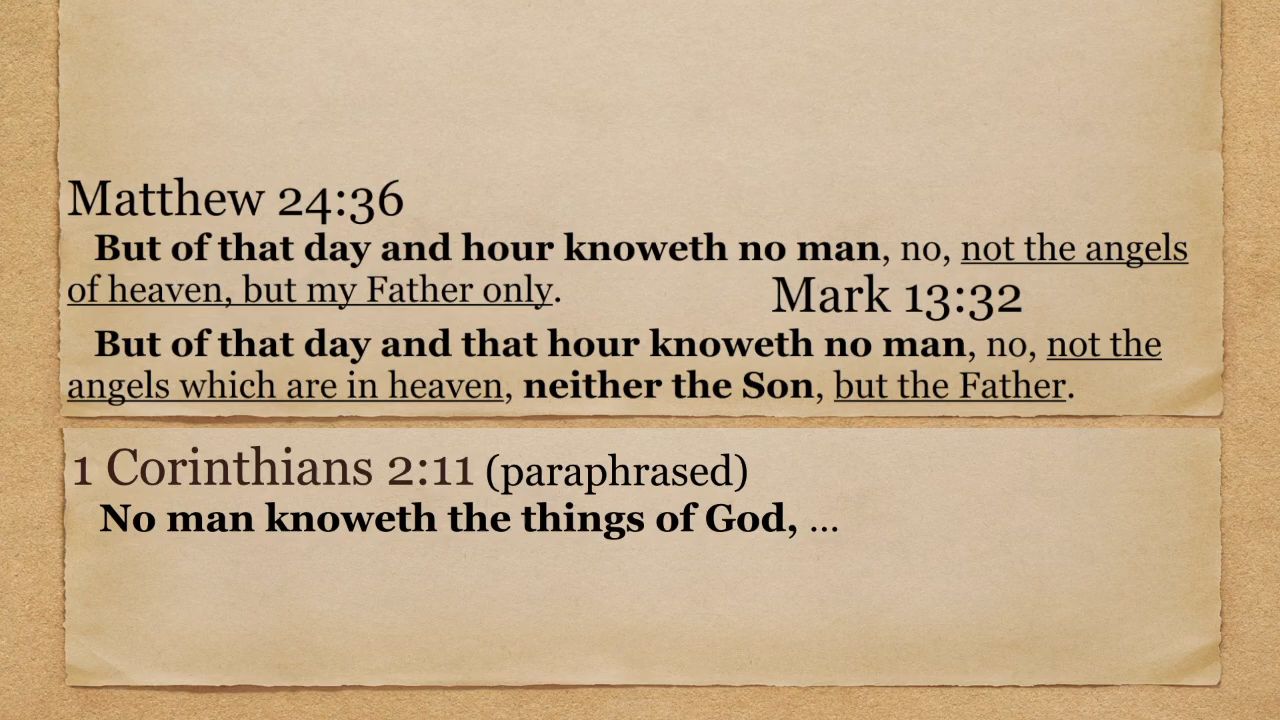 Matthew 24:36
But of that day and hour knoweth no man, no, not the angels
of heaven, but my Father only.
Mark 13:32
But of that day and that hour knoweth no man, no, not the
angels which are in heaven, neither the Son, but the Father.
1 Corinthians 2:11 (paraphrased)
No man knoweth the things of God, ...